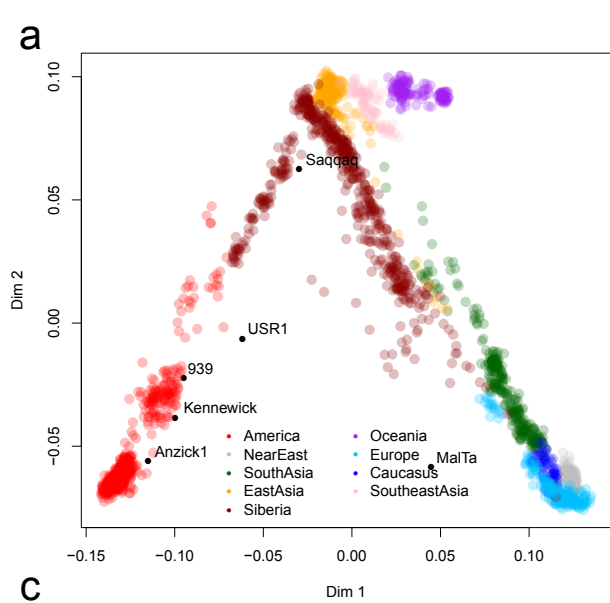 a
0.10
0.05
0.00
−0.05
Dim 2
Saqqaq
USR1
939
Kennewick
Anzick1
MalTa
America
NearEast
SouthAsia
EastAsia
Siberia
Oceania
Europe
Caucasus
SoutheastAsia
−0.15 −0.10 −0.05 0.00 0.05 0.10
Dim 1
c